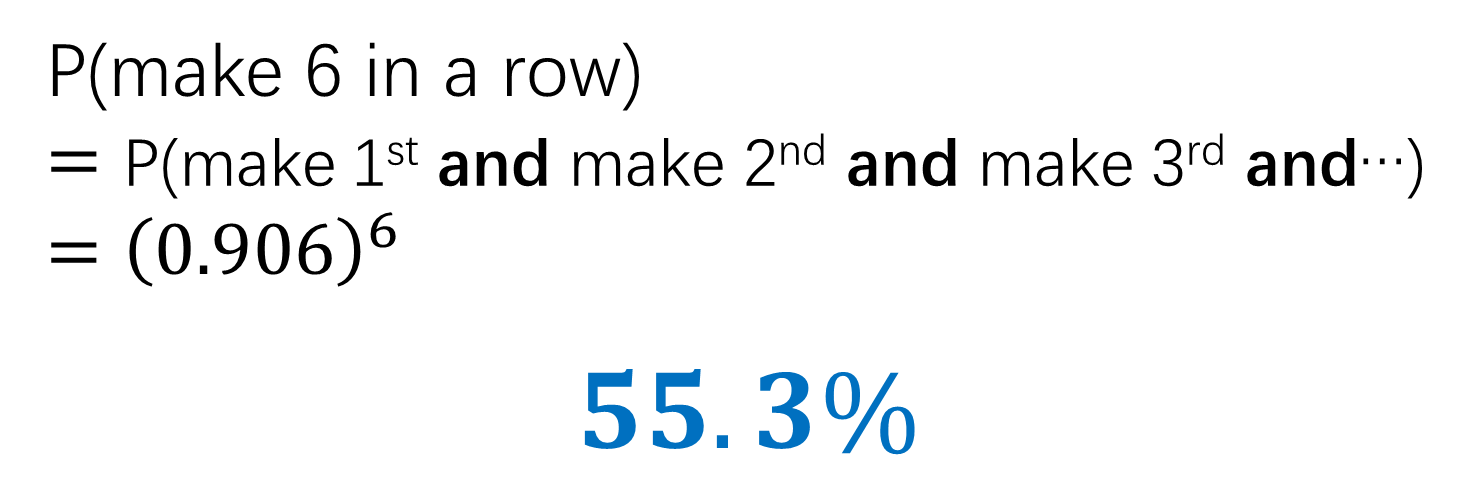 P(make 6 in a row)
= P(make 1st and make 2nd and make 3rd and⋯)
= (0.906)⁶
55.3%